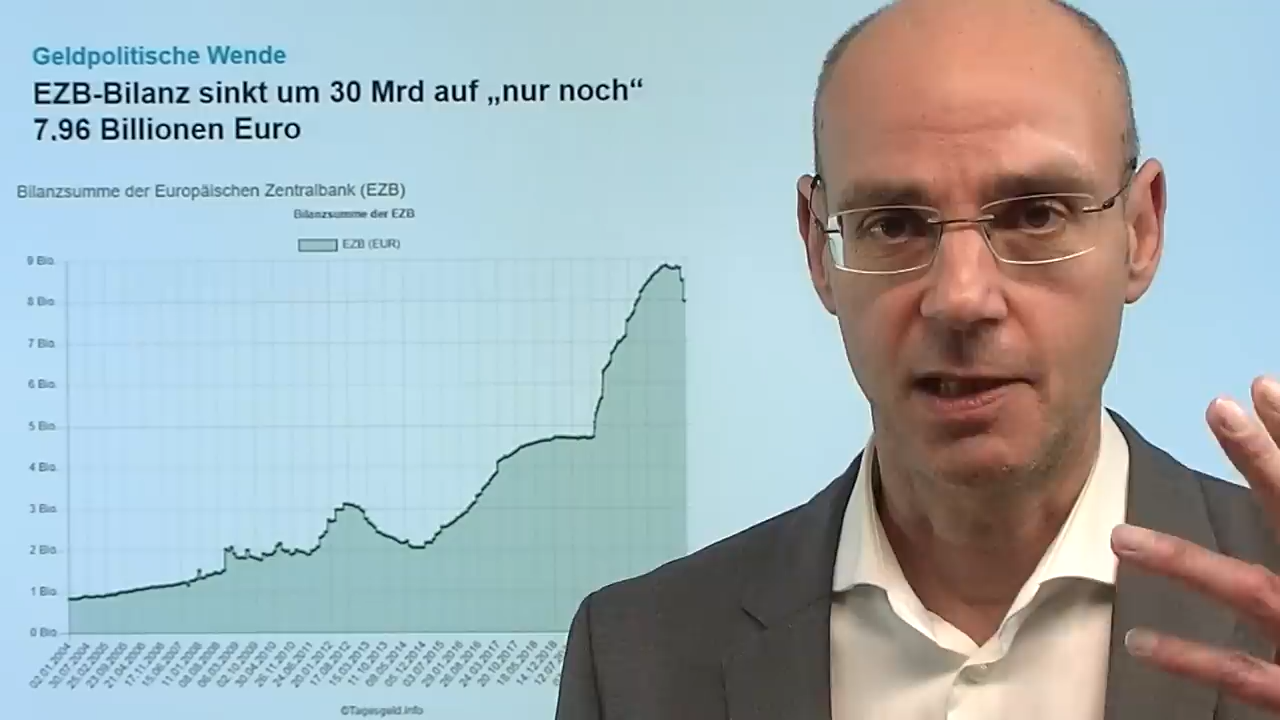 Geldpolitische Wende
EZB-Bilanz sinkt um 30 Mrd auf „nur noch“
7.96 Billionen Euro
Bilanzsumme der Europäischen Zentralbank (EZB)
Bilanzsumme der EZB
EZB (EUR)
9 Bio.
8 Bio.
7 Bio.
6 Bio.
5 Bio.
4 Bio.
3 Bio.
2 Bio.
1 Bio.
0 Bio.
02.01.2004
30.07.2004
25.02.2005
23.09.2005
21.04.2006
17.11.2006
15.06.2007
11.01.2008
08.08.2008
06.03.2009
02.10.2009
30.04.2010
26.11.2010
24.06.2011
20.01.2012
17.08.2012
15.03.2013
11.10.2013
09.05.2014
05.12.2014
03.07.2015
29.01.2016
26.08.2016
24.03.2017
20.10.2017
18.05.2018
14.12.2018
©Tagesgeld.info